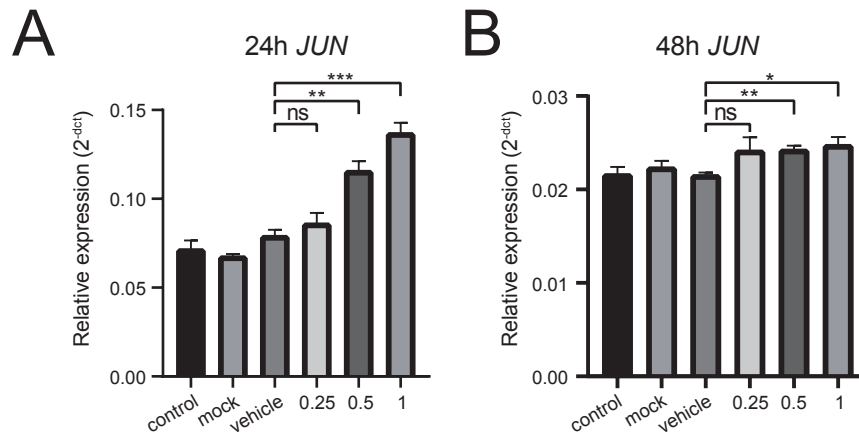 A
24h JUN
***
**
ns
Relative expression (2-dct)
0.15
0.10
0.05
0.00
control
mock
vehicle
0.25
0.5
1
B
48h JUN
*
**
ns
Relative expression (2-dct)
0.03
0.02
0.01
0.00
control
mock
vehicle
0.25
0.5
1